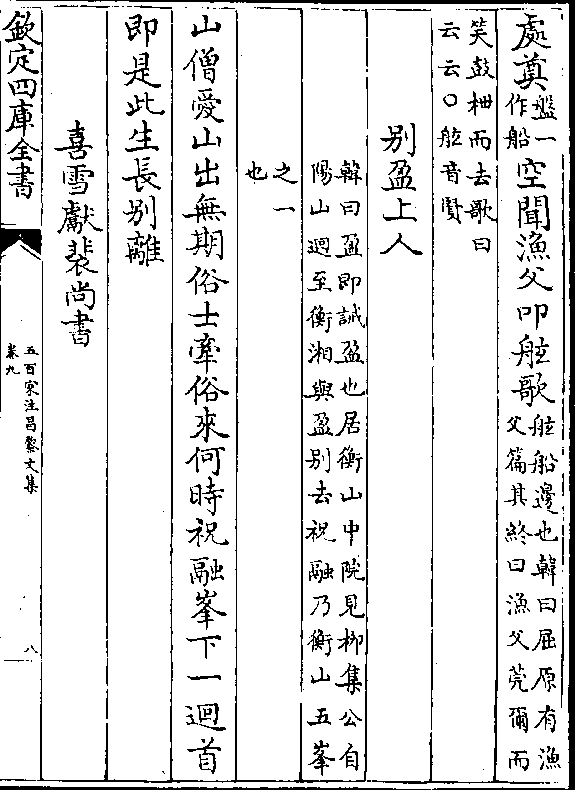 處奠盤一作船空聞漁父叩舷歌舷船邊也韓曰屈原有漁父篇其終曰漁父莞爾而
笑鼓枻而去歌曰云云○舷音賢
別盈上人
韓曰盈即誠盈也居衡山中院見柳集公自陽山迴至衡湘與盈別去祝融乃衡山五峯
之一也
山僧愛山出無期俗士牽俗來何時祝融峯下一迴首
即是此生長別離
喜雪獻裴尚書
欽定四庫全書
五百家注昌黎文集
卷九
八